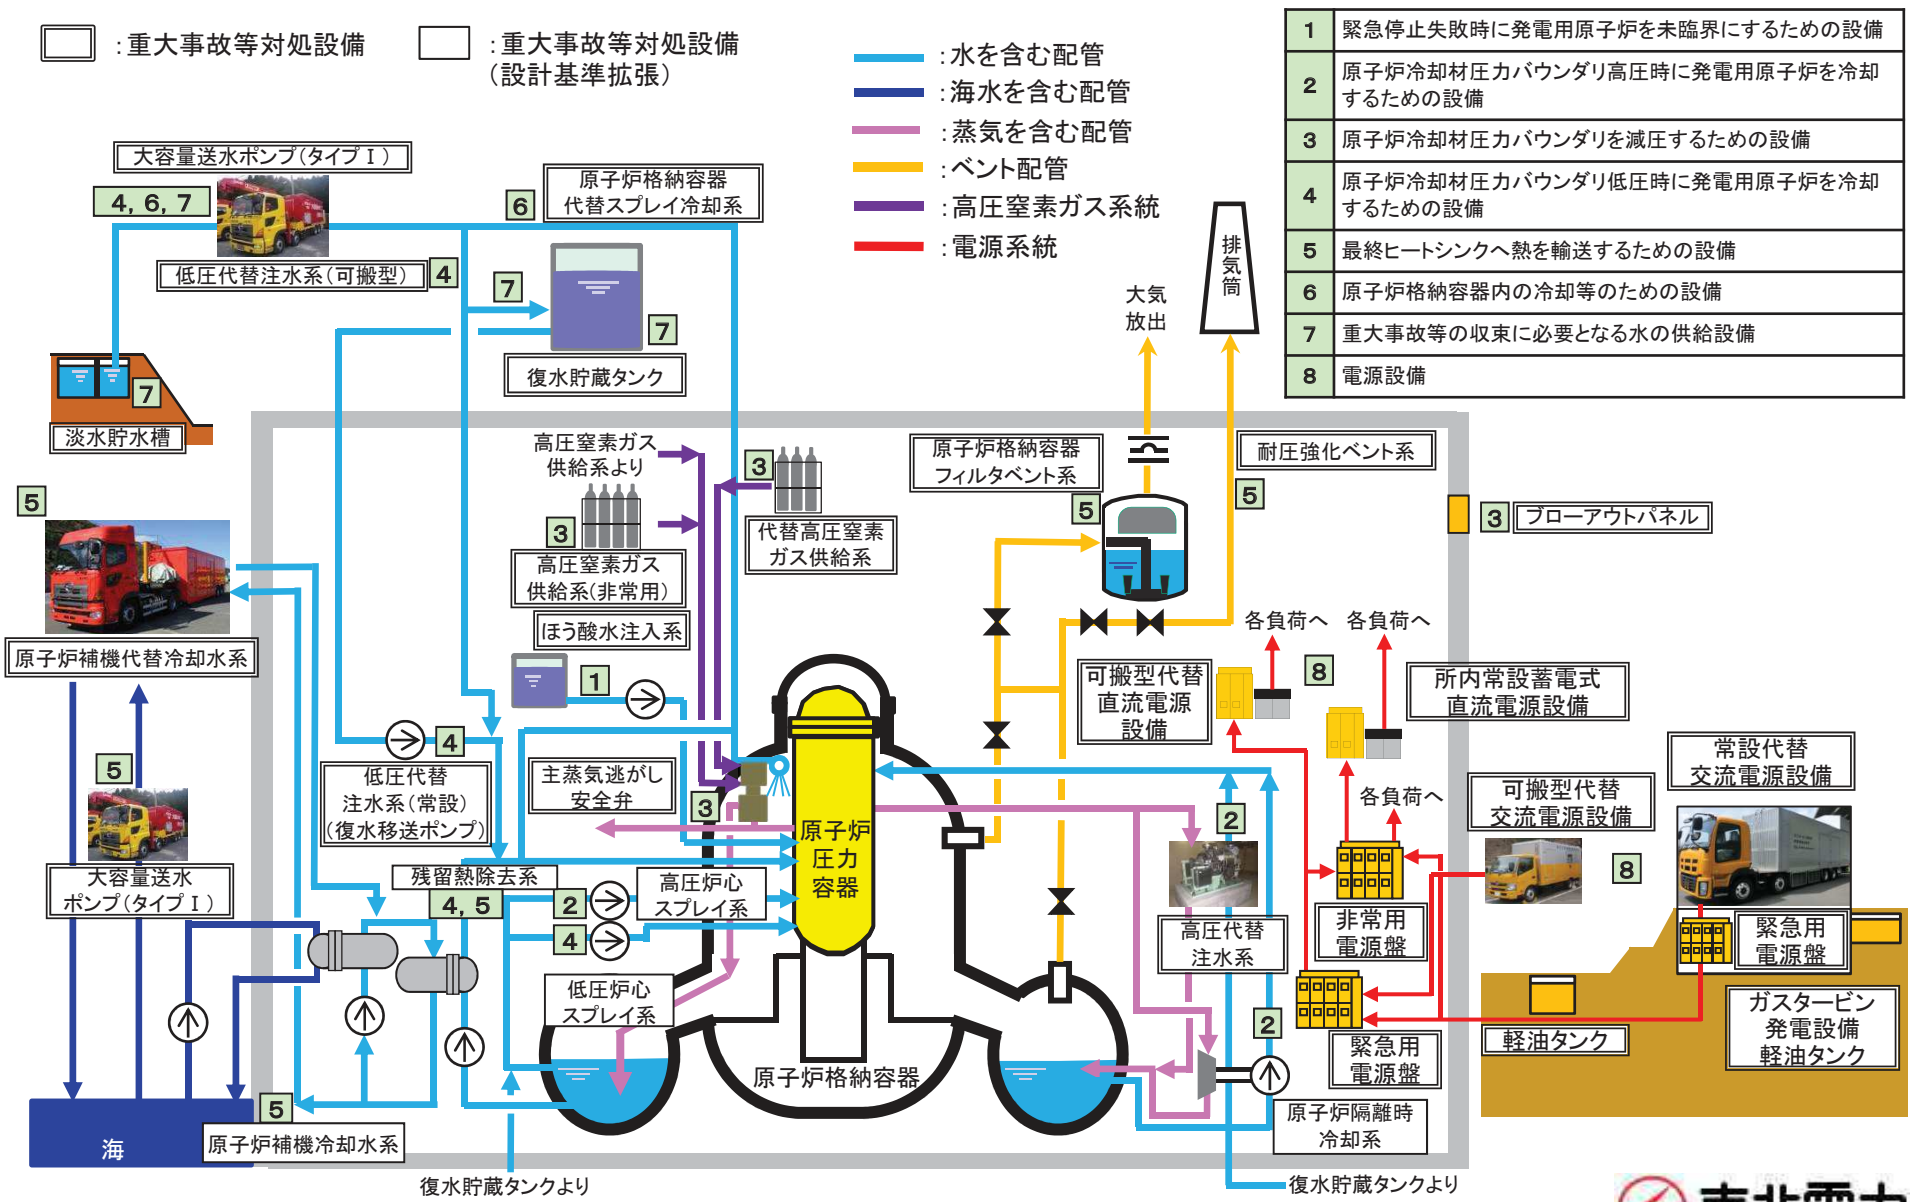 :重大事故等対処設備
:重大事故等対処設備
(設計基準拡張)
:水を含む配管
:海水を含む配管
:蒸気を含む配管
:ベント配管
:高圧窒素ガス系統
:電源系統
1 緊急停止失敗時に発電用原子炉を未臨界にするための設備
2 原子炉冷却材圧力バウンダリ高圧時に発電用原子炉を冷却
するための設備
3 原子炉冷却材圧力バウンダリを減圧するための設備
4 原子炉冷却材圧力バウンダリ低圧時に発電用原子炉を冷却
するための設備
5 最終ヒートシンクへ熱を輸送するための設備
6 原子炉格納容器内の冷却等のための設備
7 重大事故等の収束に必要となる水の供給設備
8 電源設備
大容量送水ポンプ(タイプⅠ)
4, 6, 7
低圧代替注水系(可搬型)
4
6
原子炉格納容器
代替スプレイ冷却系
7
7
復水貯蔵タンク
7
淡水貯水槽
大気
放出
排気筒
高圧窒素ガス
供給系より
3
3
高圧窒素ガス
供給系(非常用)
代替高圧窒素
ガス供給系
原子炉格納容器
フィルタベント系
5
耐圧強化ベント系
5
3
ブローアウトパネル
5
原子炉補機代替冷却水系
ほう酸水注入系
1
各負荷へ
各負荷へ
可搬型代替
直流電源
設備
8
所内常設蓄電式
直流電源設備
常設代替
交流電源設備
4
5
低圧代替
注水系(常設)
(復水移送ポンプ)
主蒸気逃がし
安全弁
3
原子炉
圧力
容器
2
各負荷へ
可搬型代替
交流電源設備
8
大容量送水
ポンプ(タイプⅠ)
残留熱除去系
4, 5
2
高圧炉心
スプレイ系
4
低圧炉心
スプレイ系
高圧代替
注水系
非常用
電源盤
緊急用
電源盤
2
緊急用
電源盤
軽油タンク
ガスタービン
発電設備
軽油タンク
原子炉格納容器
5
原子炉補機冷却水系
海
原子炉隔離時
冷却系
復水貯蔵タンクより
復水貯蔵タンクより
東北電力